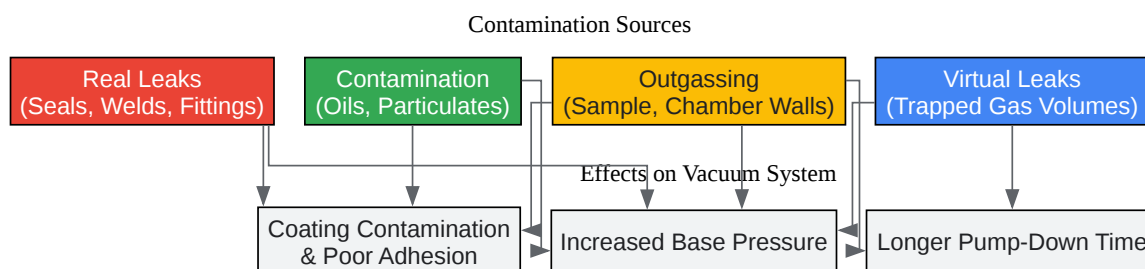 Contamination Sources
Real Leaks
(Seals, Welds, Fittings)
Contamination
(Oils, Particulates)
Outgassing
(Sample, Chamber Walls)
Virtual Leaks
(Trapped Gas Volumes)
Effects on Vacuum System
Coating Contamination
& Poor Adhesion
Increased Base Pressure
Longer Pump-Down Time